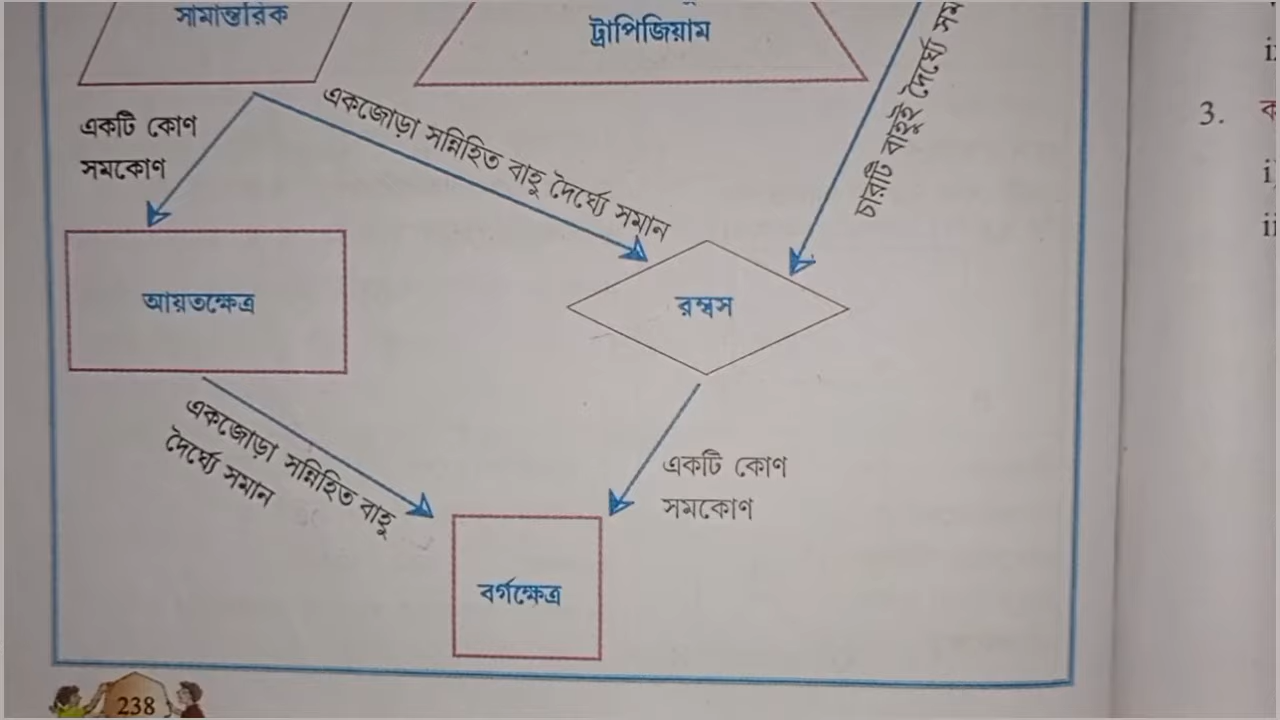 সামান্তরিক
ট্রাপিজিয়াম
একটি কোণ
সমকোণ
একজোড়া সন্নিহিত বাহু দৈর্ঘ্যে সমান
চারটি বাহুই দৈর্ঘ্যে
আয়তক্ষেত্র
রম্বস
একজোড়া সন্নিহিত বাহু
দৈর্ঘ্যে সমান
একটি কোণ
সমকোণ
বর্গক্ষেত্র
238
3.